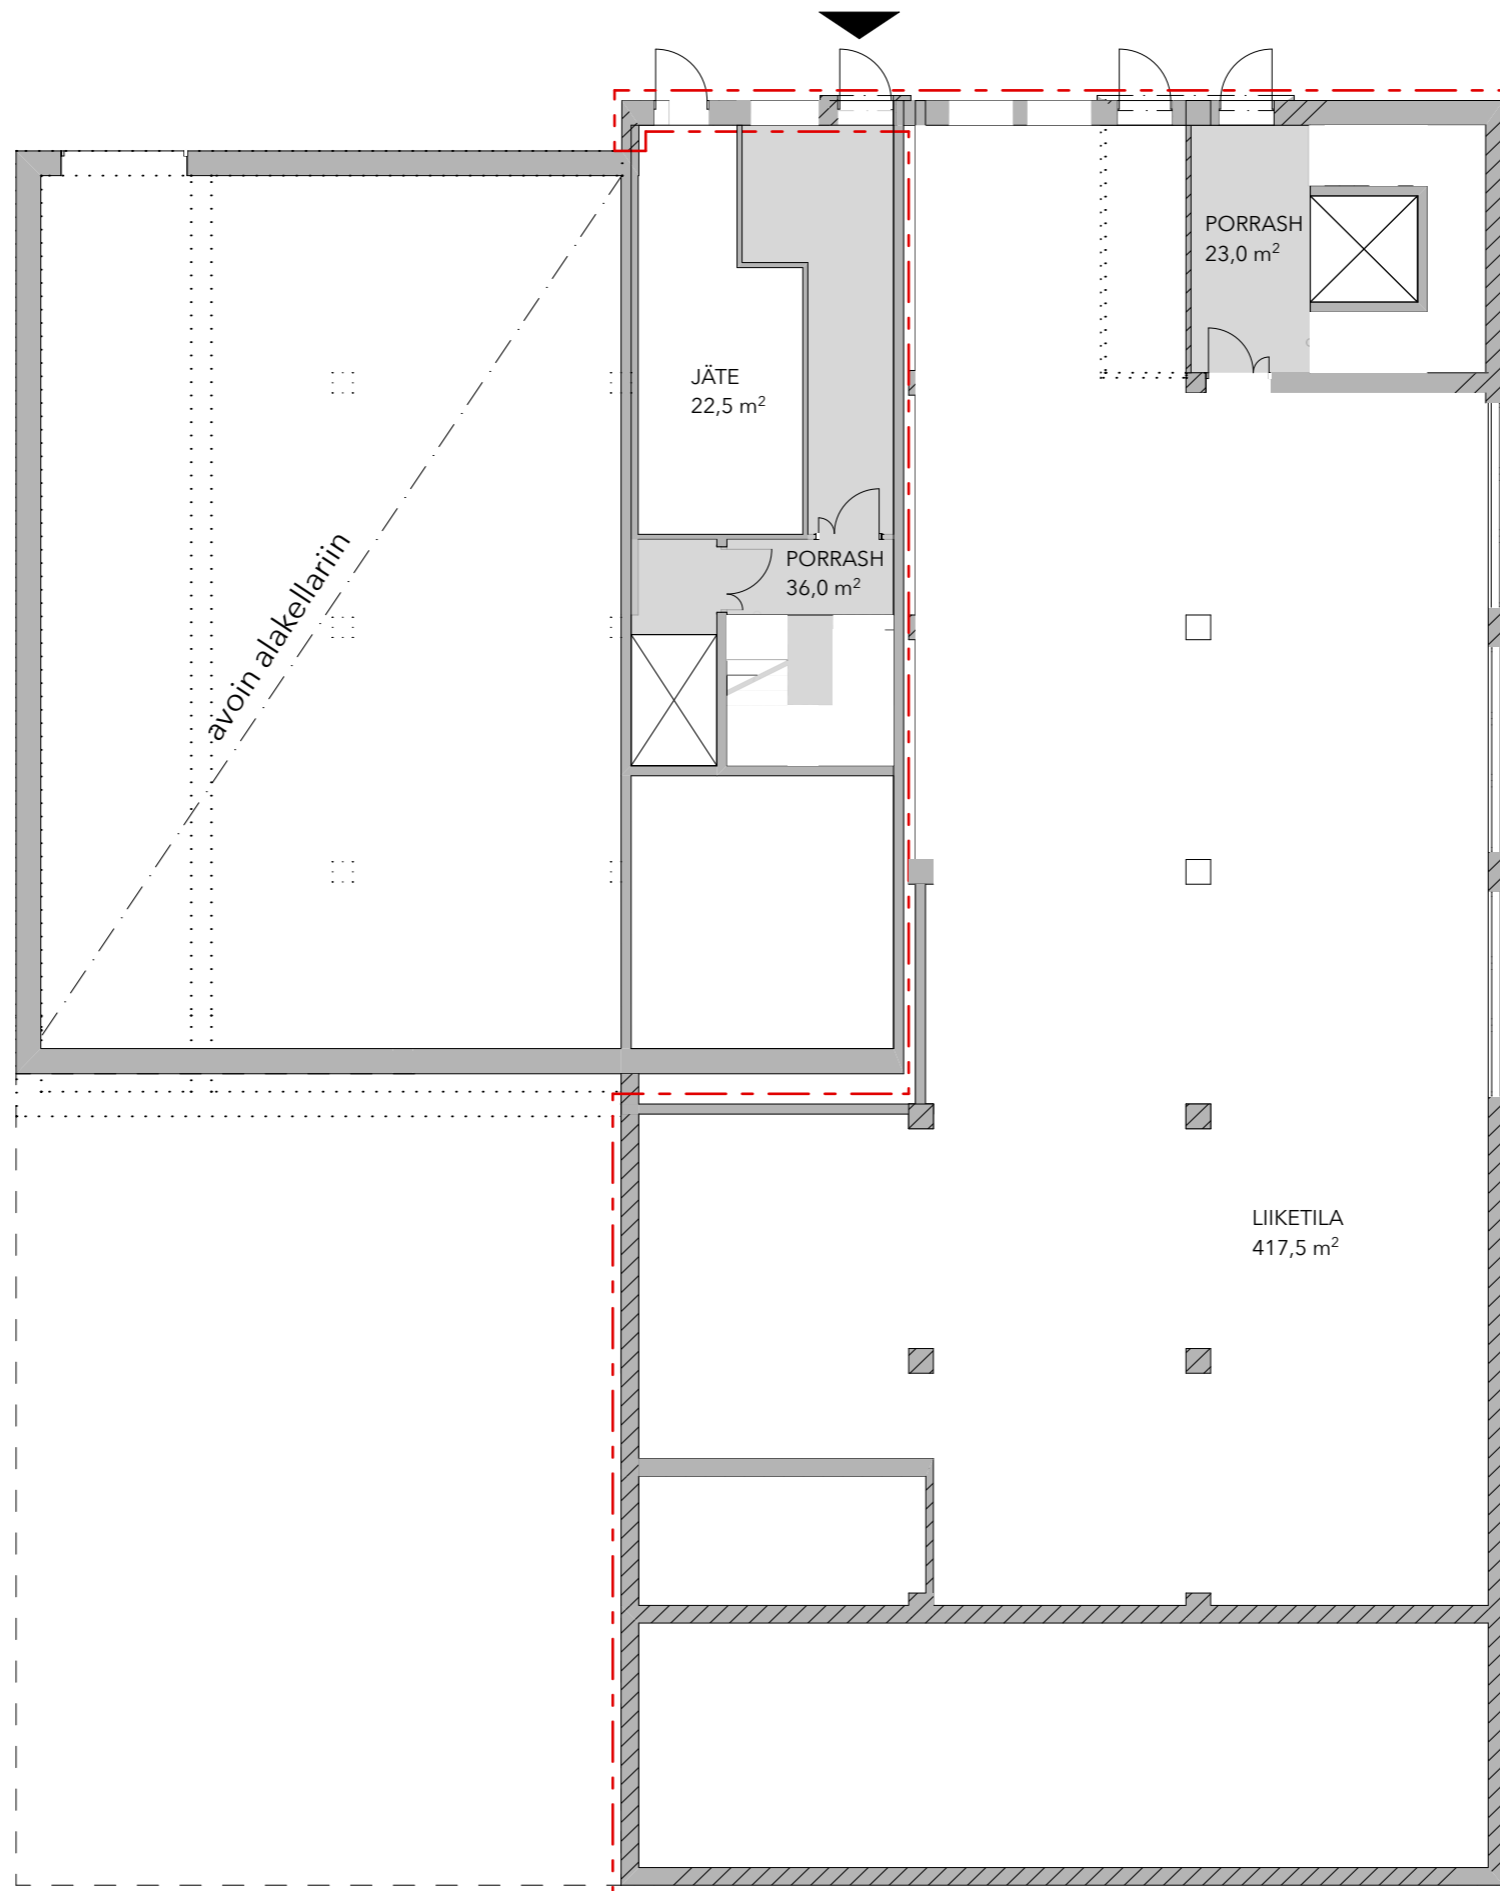 PORRASH
23,0 m²
JÄTE
22,5 m²
PORRASH
36,0 m²
avoin alakellariin
LIIKETILA
417,5 m²